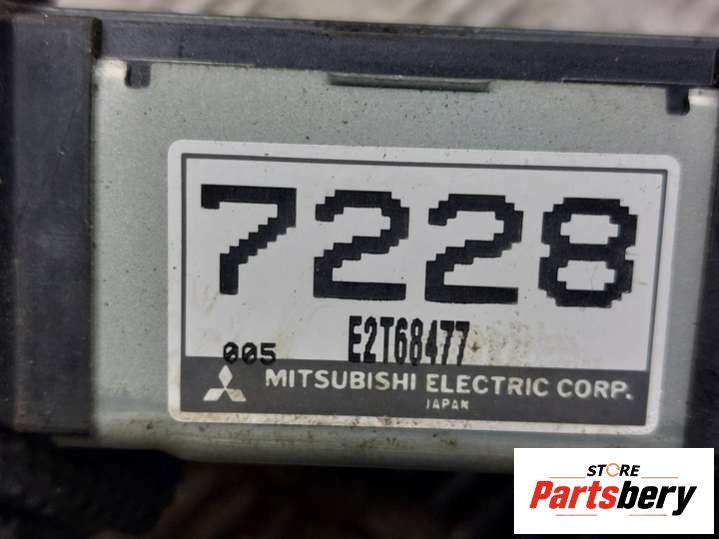 7228
E2T68477
005
MITSUBISHI ELECTRIC CORP.
JAPAN
STORE
Partsbery